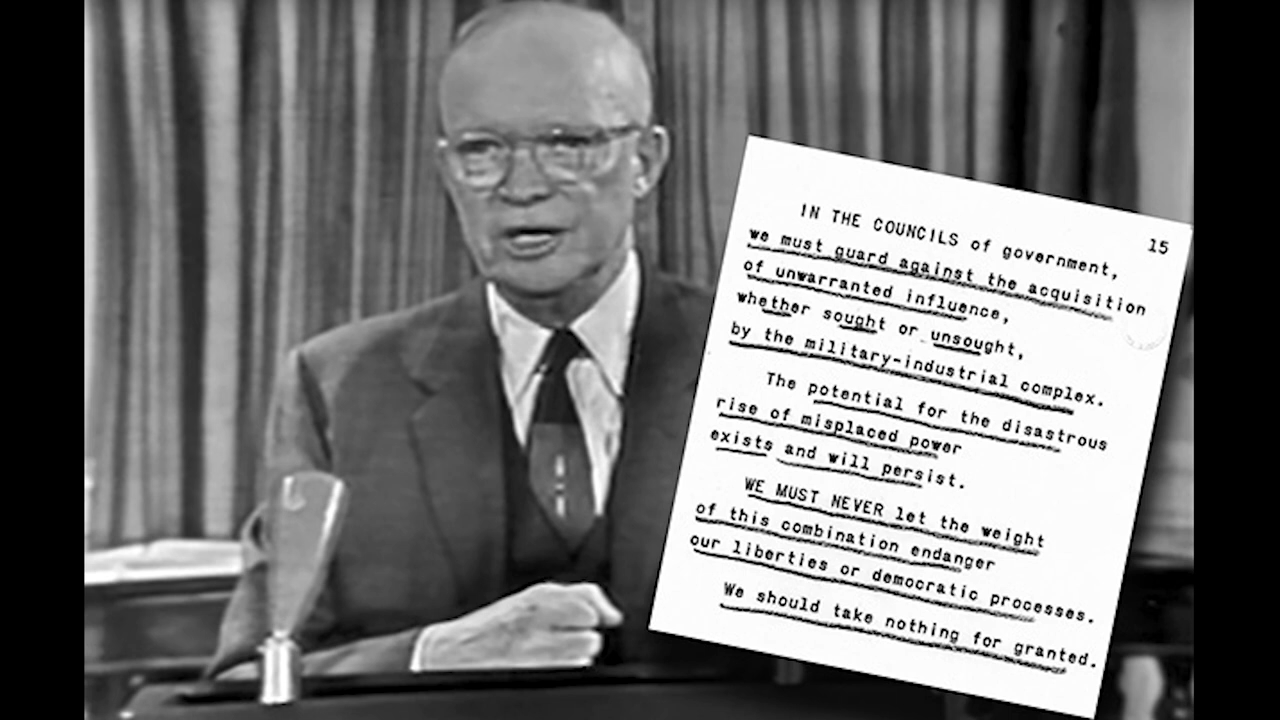 15
IN THE COUNCILS of government,
we must guard against the acquisition
of unwarranted influence,
whether sought or unsought,
by the military-industrial complex.
The potential for the disastrous
rise of misplaced power
exists and will persist.
WE MUST NEVER let the weight
of this combination endanger
our liberties or democratic processes.
We should take nothing for granted.